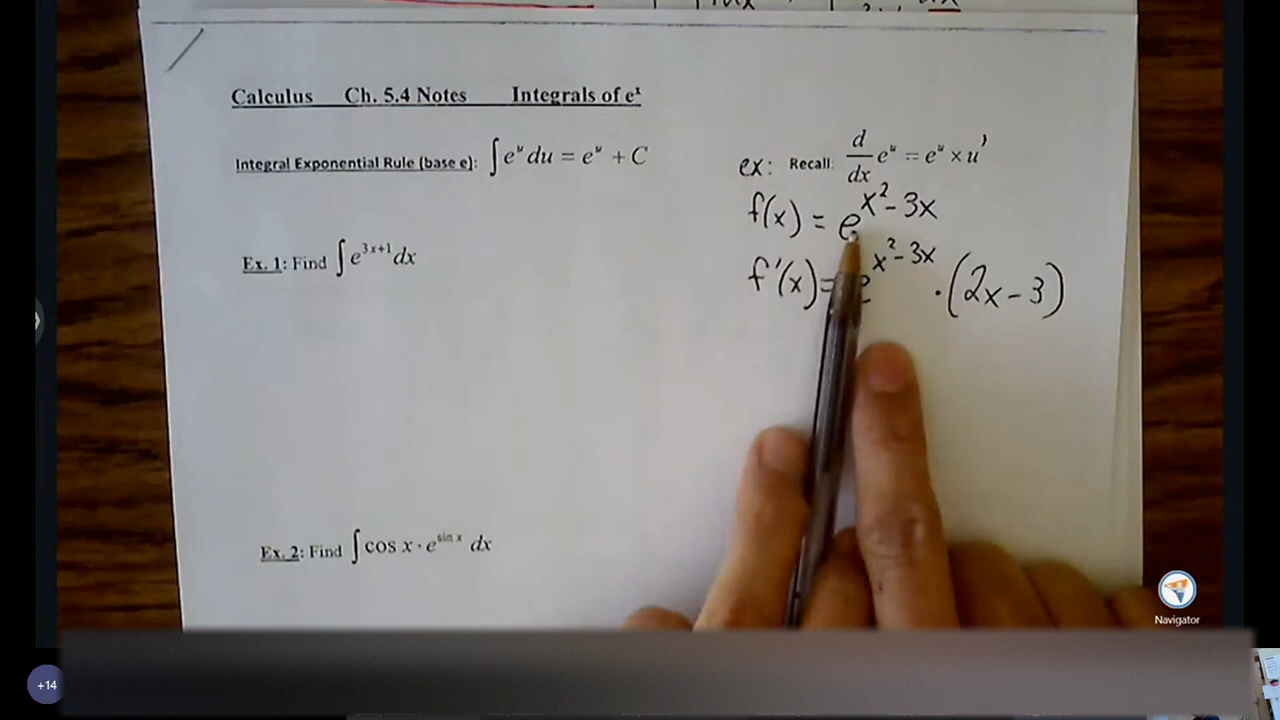 Calculus Ch. 5.4 Notes Integrals of eˣ
Integral Exponential Rule (base e): ∫eᵘdu = eᵘ + C
ex: Recall: d/dx eᵘ = eᵘ × u'
f(x) = e^(x²-3x)
f'(x) = e^(x²-3x) · (2x-3)
Ex. 1: Find ∫e^(3x+1)dx
Ex. 2: Find ∫cos x · e^(sin x) dx
Navigator
+14